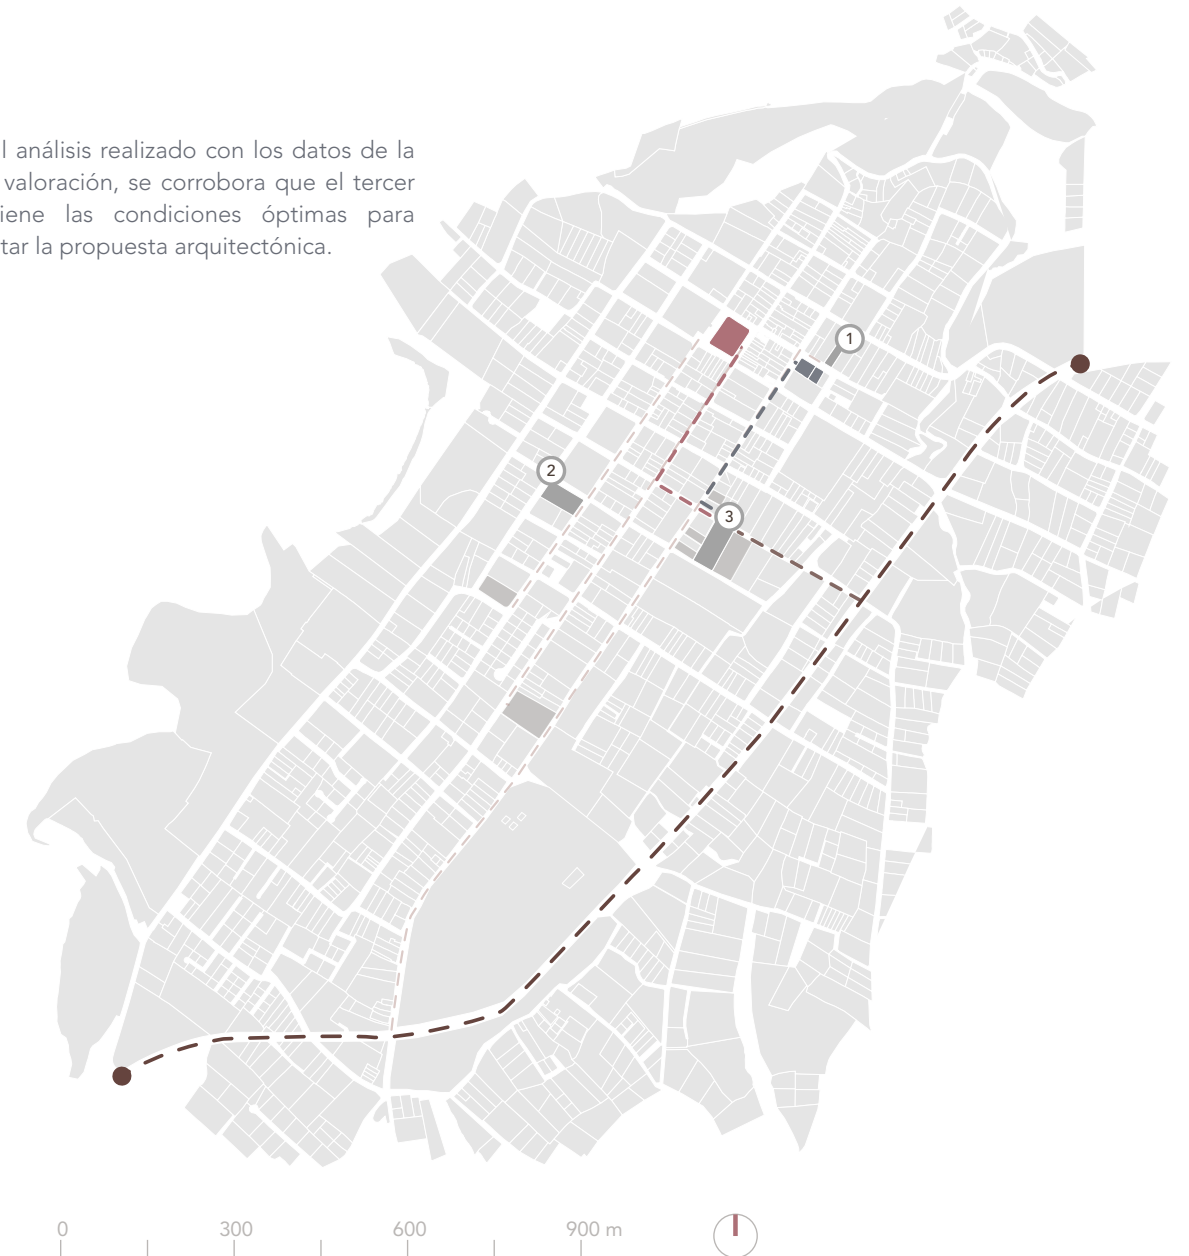 l análisis realizado con los datos de la
valoración, se corrobora que el tercer
iene las condiciones óptimas para
tar la propuesta arquitectónica.
1
2
3
0 300 600 900 m